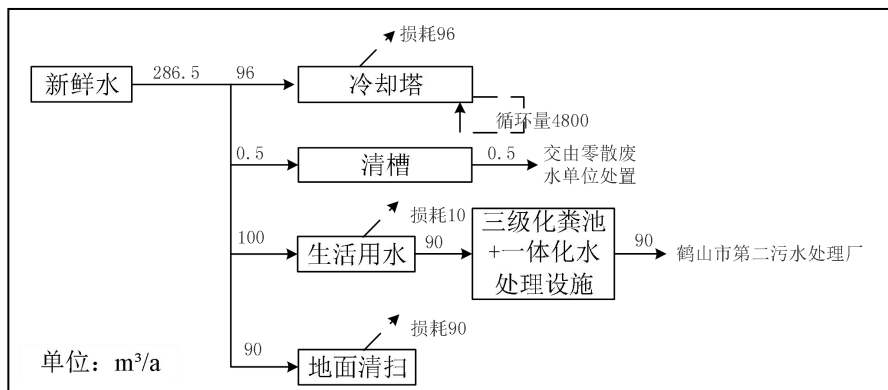 损耗96
新鲜水
286.5
96
冷却塔
循环量4800
0.5
清槽
0.5
交由零散废
水单位处置
损耗10
100
生活用水
90
三级化粪池
+一体化水
处理设施
90
鹤山市第二污水处理厂
损耗90
90
地面清扫
单位：m³/a